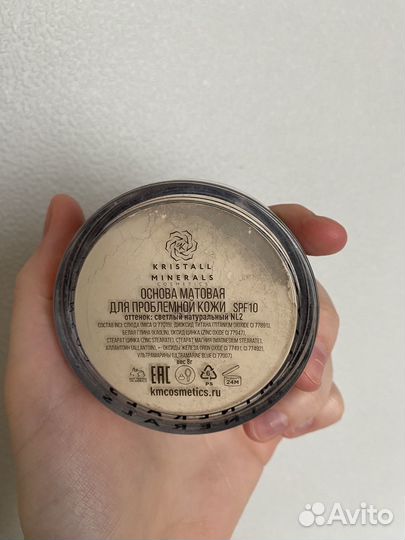 KRISTALL
MINERALS
COSMETICS
ОСНОВА МАТОВАЯ
ДЛЯ ПРОБЛЕМНОЙ КОЖИ SPF10
оттенок: светлый натуральный NL2
СОСТАВ INCI: СЛЮДА (MICA CI 77019), ДИОКСИД ТИТАНА (TITANIUM DIOXIDE CI 77891),
БЕЛАЯ ГЛИНА (KAOLIN), ОКСИД ЦИНКА (ZINC OXIDE CI 77947),
СТЕАРАТ ЦИНКА (ZINC STEARATE), СТЕАРАТ МАГНИЯ (MAGNESIUM STEARATE),
АЛЛАНТОИН (ALLANTOIN), +/- ОКСИДЫ ЖЕЛЕЗА (IRON OXIDE CI 77491, CI 77492),
УЛЬТРАМАРИНЫ (ULTRAMARINE BLUE CI 77007).
вес 8г
EAC
6
PS
24M
kmcosmetics.ru
MINERALS
Avito